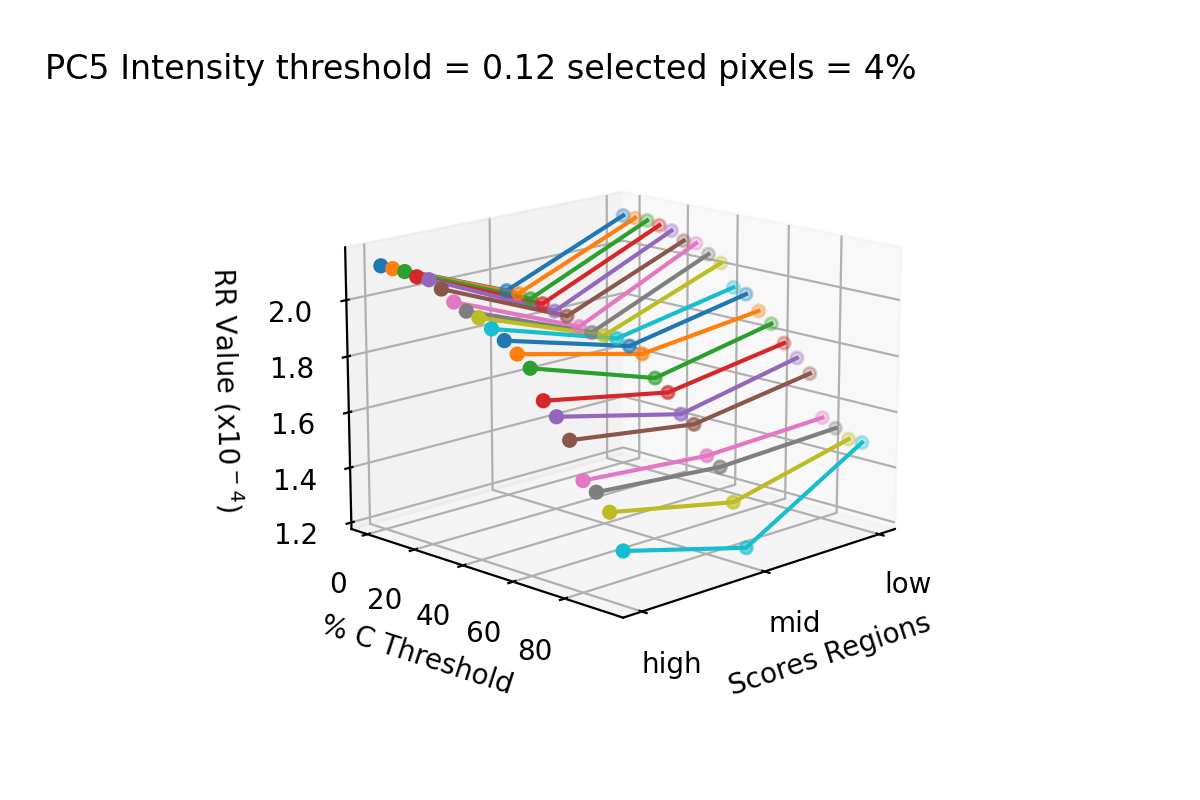 PC5 Intensity threshold = 0.12 selected pixels = 4%
RR Value (x10⁻⁴)
2.0
1.8
1.6
1.4
1.2
0
20
40
60
80
% C Threshold
high
mid
low
Scores Regions